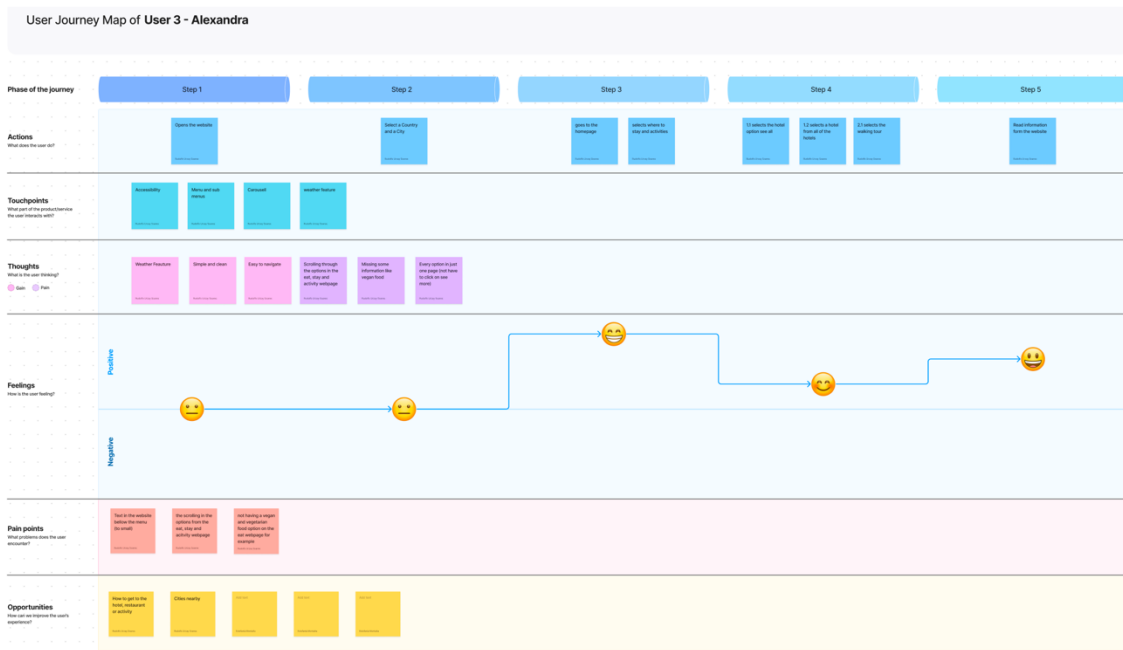 User Journey Map of User 3 - Alexandra
Phase of the journey
Step 1
Step 2
Step 3
Step 4
Step 5
Actions
What does the user do?
Opens the website
Select a Country
and a City
goes to the
homepage
selects where to
stay and activities
1.1 selects the hotel
option see all
1.2 selects a hotel
from all of the
hotels
2.1 selects the
walking tour
Read information
form the website
Touchpoints
What part of the product/service
the user interacts with?
Accessibility
Menu and sub
menus
Carousel
weather feature
Thoughts
What is the user thinking?
Gain
Pain
Weather Feauture
Simple and clean
Easy to navigate
Scrolling through
the options in the
eat, stay and
activity webpage
Missing some
information like
vegan food
Every option in just
one page (not have
to click on see
more)
Feelings
How is the user feeling?
Positive
Negative
Pain points
What problems does the user
encounter?
Text in the website
below the menu
(to small)
the scrolling in the
options from the
eat, stay and
activity webpage
not having a vegan
and vegetarian
food option on the
eat webpage for
example
Opportunities
How can we improve the user's
experience?
How to get to the
hotel, restaurant
or activity
Cities nearby